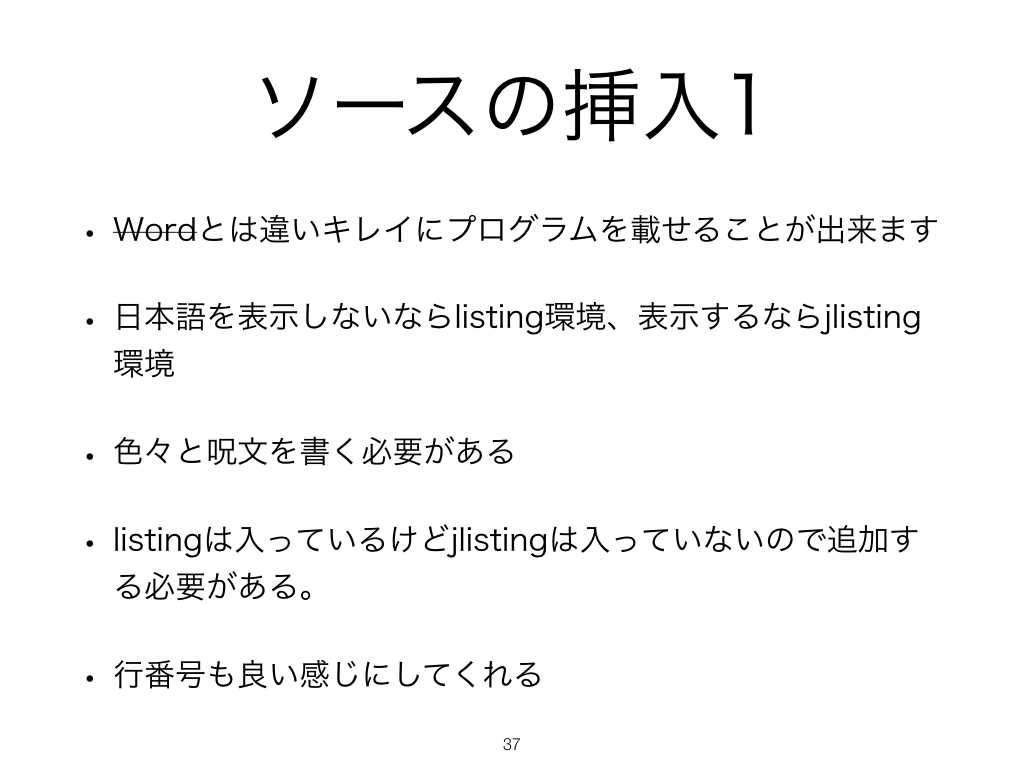 ソースの挿入1
• Wordとは違いキレイにプログラムを載せることが出来ます
• 日本語を表示しないならlisting環境、表示するならjlisting
環境
• 色々と呪文を書く必要がある
• listingは入っているけどjlistingは入っていないので追加す
る必要がある。
• 行番号も良い感じにしてくれる
37